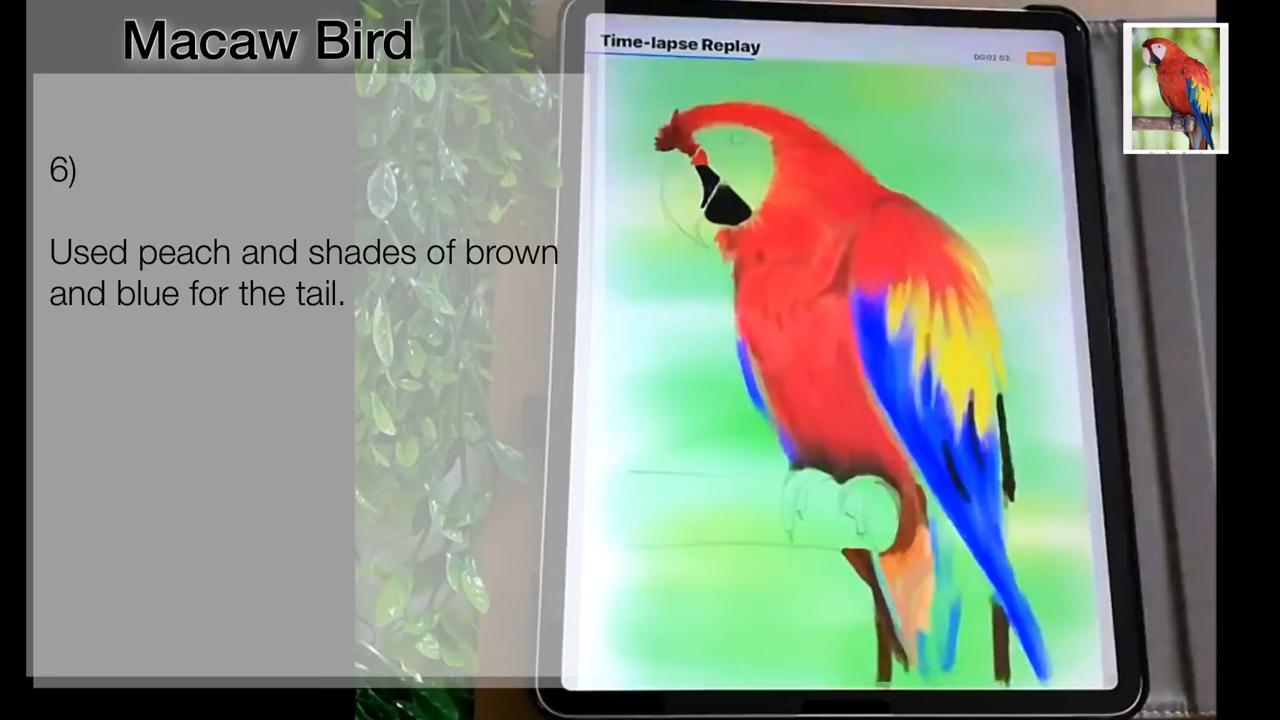 Macaw Bird
Time-lapse Replay
6)
Used peach and shades of brown
and blue for the tail.